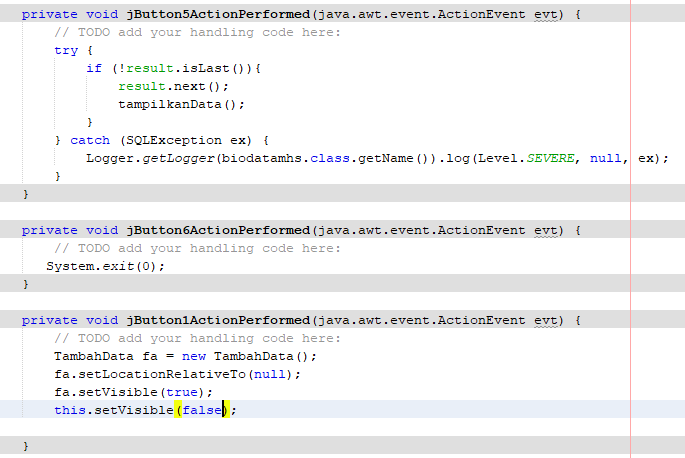 private void jButton5ActionPerformed(java.awt.event.ActionEvent evt) {
// TODO add your handling code here:
try {
if (!result.isLast()){
result.next();
tampilkanData();
}
} catch (SQLException ex) {
Logger.getLogger(biodatamhs.class.getName()).log(Level.SEVERE, null, ex);
}
}
private void jButton6ActionPerformed(java.awt.event.ActionEvent evt) {
// TODO add your handling code here:
System.exit(0);
}
private void jButton1ActionPerformed(java.awt.event.ActionEvent evt) {
// TODO add your handling code here:
TambahData fa = new TambahData();
fa.setLocationRelativeTo(null);
fa.setVisible(true);
this.setVisible(false);
}